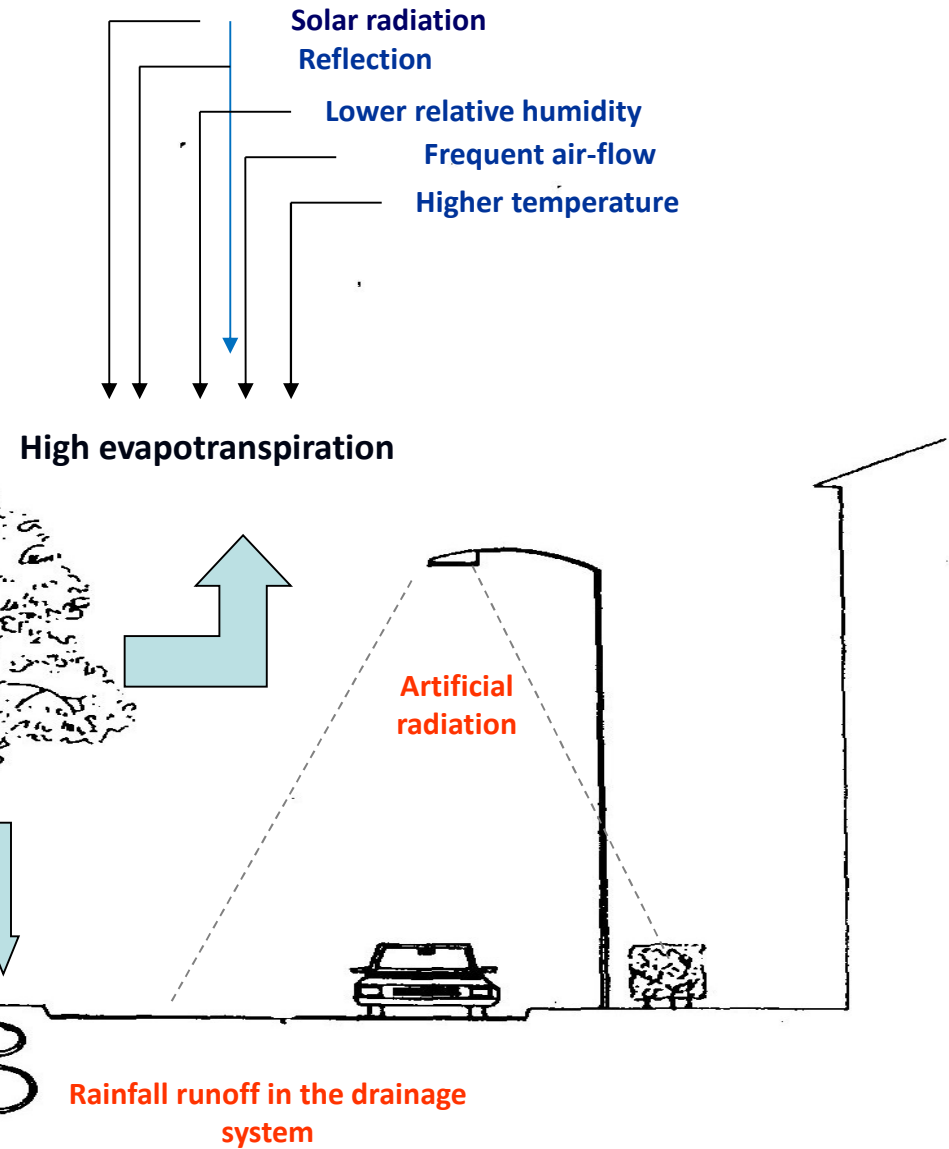 Solar radiation
Reflection
Lower relative humidity
Frequent air-flow
Higher temperature
High evapotranspiration
Artificial
radiation
Rainfall runoff in the drainage
system